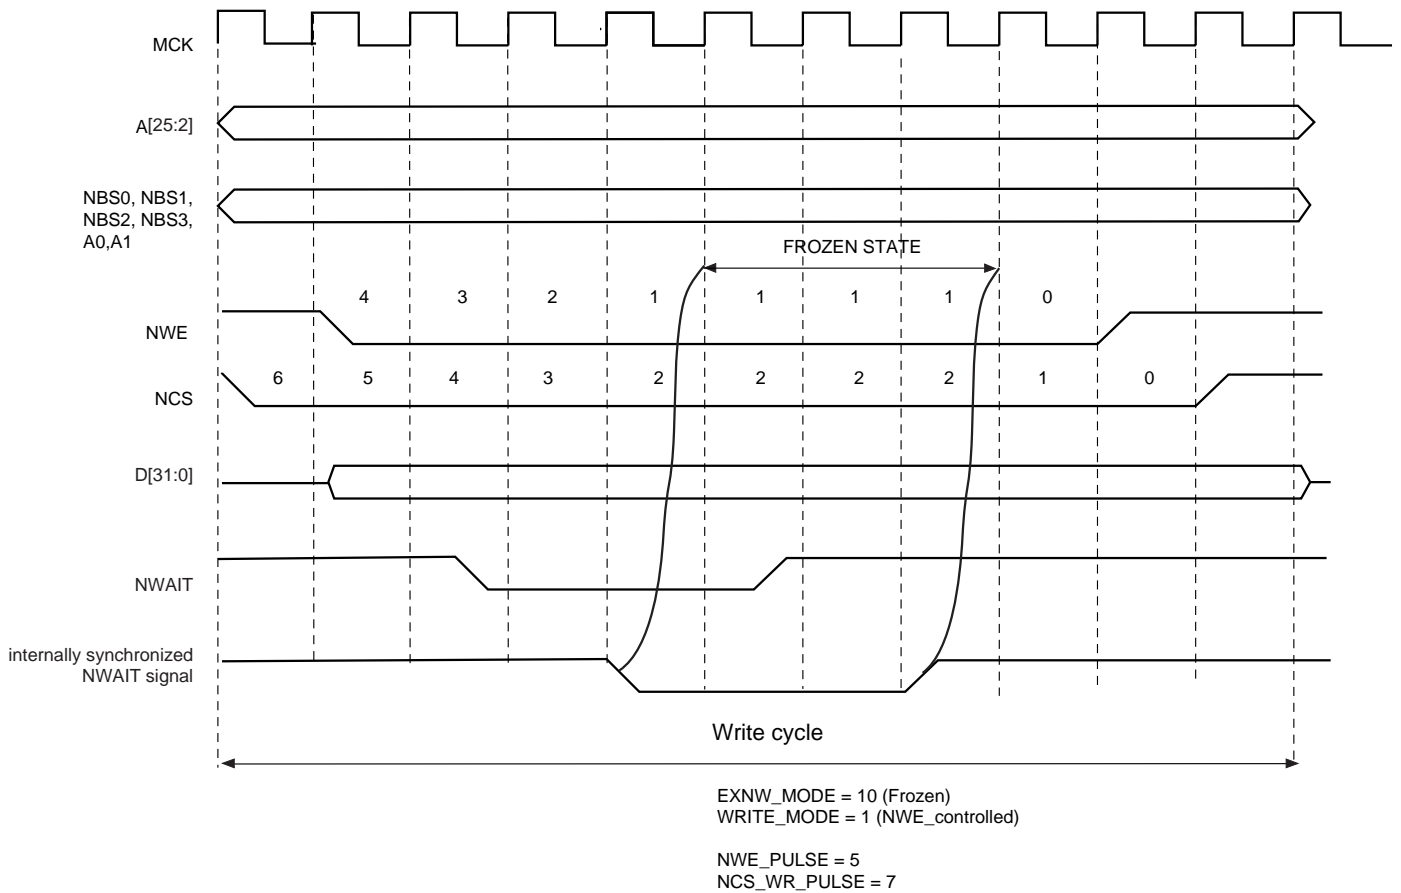 MCK
A[25:2]
NBS0, NBS1,
NBS2, NBS3,
A0,A1
FROZEN STATE
4 3 2 1 1 1 1 0
NWE
6 5 4 3 2 2 2 2 1 0
NCS
D[31:0]
NWAIT
internally synchronized
NWAIT signal
Write cycle
EXNW_MODE = 10 (Frozen)
WRITE_MODE = 1 (NWE_controlled)
NWE_PULSE = 5
NCS_WR_PULSE = 7